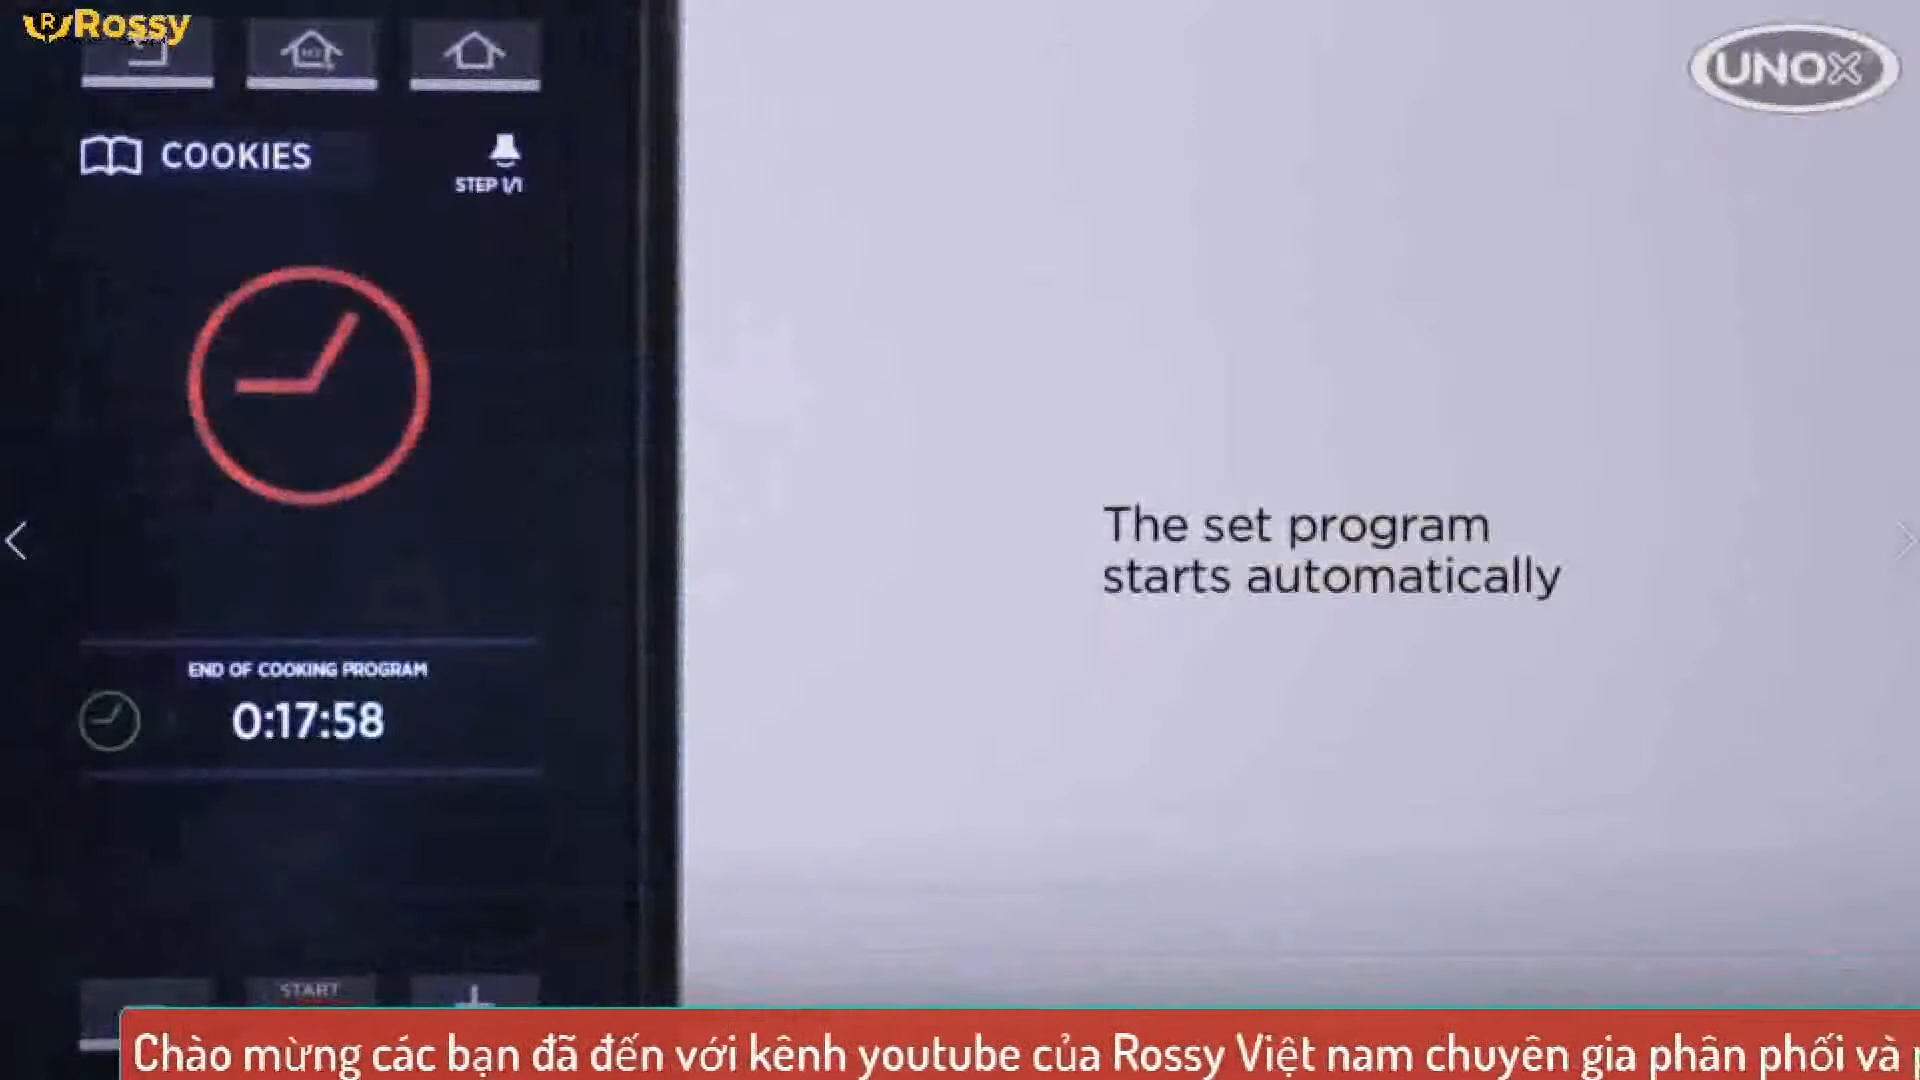 Rossy
UNOX
COOKIES
STEP 1/1
The set program
starts automatically
END OF COOKING PROGRAM
0:17:58
START
Chào mừng các bạn đã đến với kênh youtube của Rossy Việt nam chuyên gia phân phối và